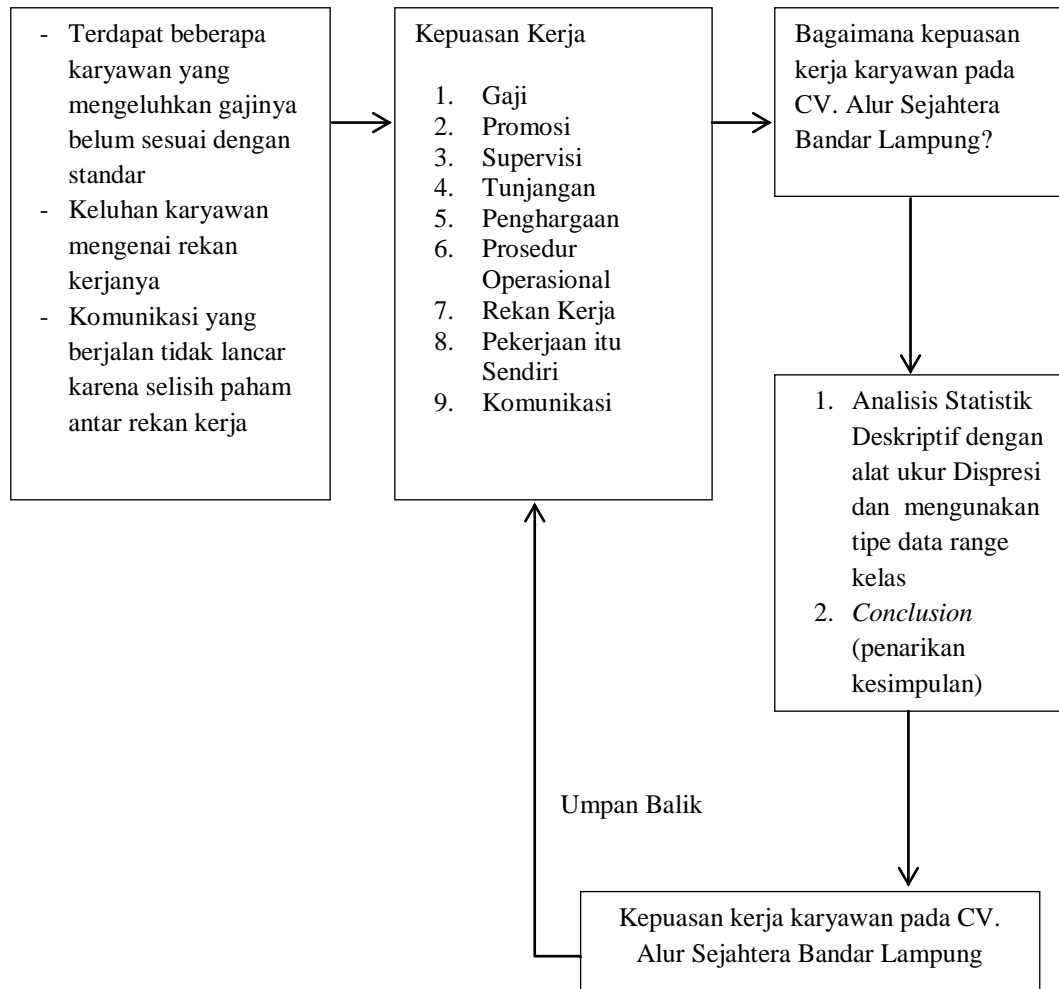 - Terdapat beberapa
karyawan yang
mengeluhkan gajinya
belum sesuai dengan
standar
- Keluhan karyawan
mengenai rekan
kerjanya
- Komunikasi yang
berjalan tidak lancar
karena selisih paham
antar rekan kerja
Kepuasan Kerja
1. Gaji
2. Promosi
3. Supervisi
4. Tunjangan
5. Penghargaan
6. Prosedur
Operasional
7. Rekan Kerja
8. Pekerjaan itu
Sendiri
9. Komunikasi
Bagaimana kepuasan
kerja karyawan pada
CV. Alur Sejahtera
Bandar Lampung?
1. Analisis Statistik
Deskriptif dengan
alat ukur Dispresi
dan mengunakan
tipe data range
kelas
2. Conclusion
(penarikan
kesimpulan)
Umpan Balik
Kepuasan kerja karyawan pada CV.
Alur Sejahtera Bandar Lampung